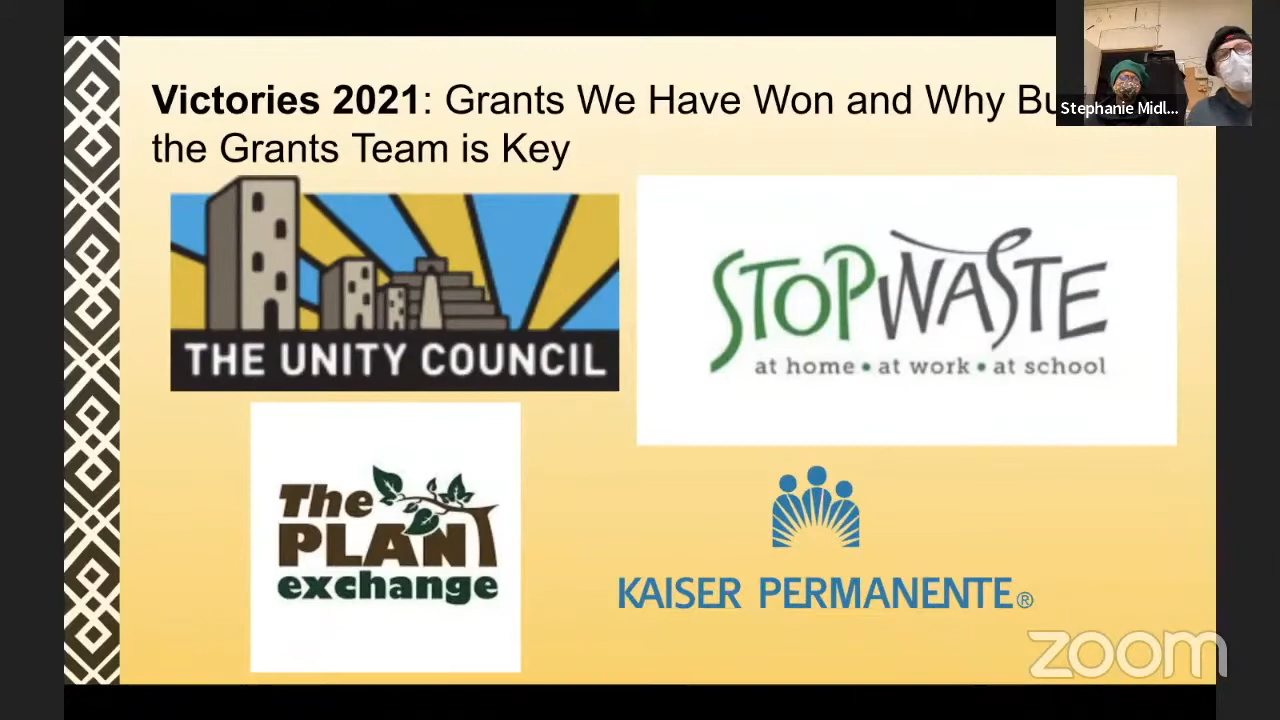 Victories 2021: Grants We Have Won and Why
the Grants Team is Key
Stephanie Midl...
THE UNITY COUNCIL
STOPWASTE
at home • at work • at school
The
PLANT
exchange
KAISER PERMANENTE®
zoom